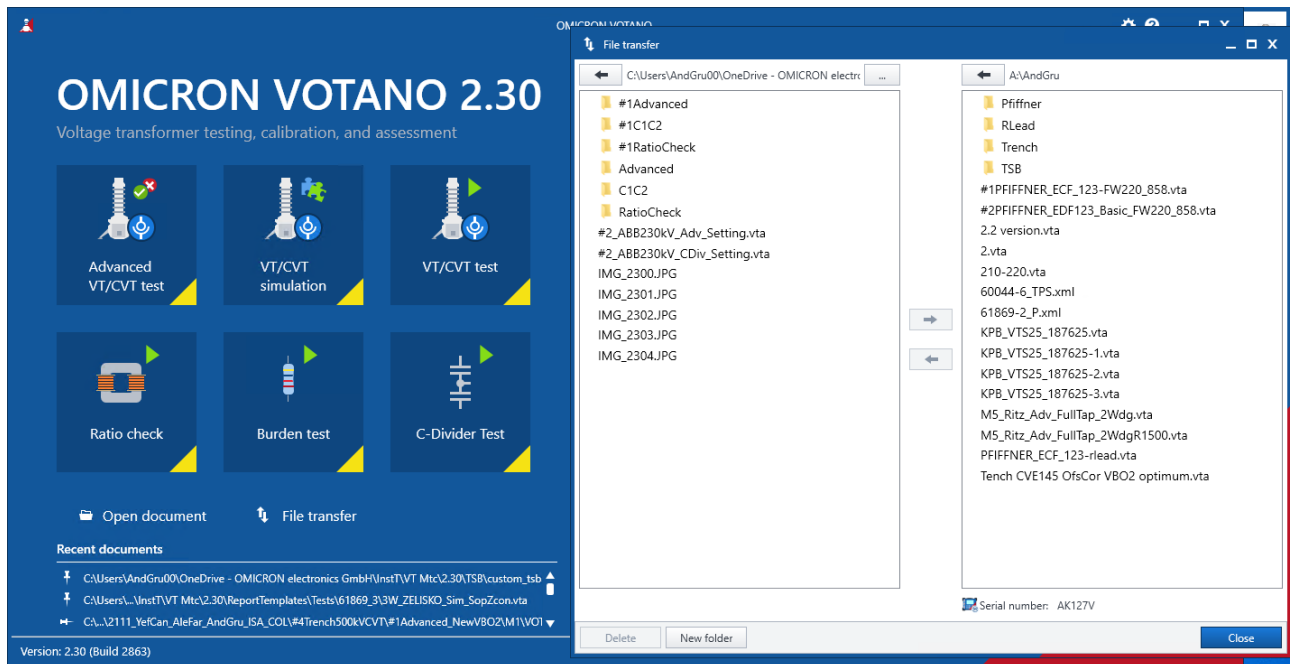 OMICRON VOTANO
OMICRON VOTANO 2.30
Voltage transformer testing, calibration, and assessment
Advanced
VT/CVT test
VT/CVT
simulation
VT/CVT test
Ratio check
Burden test
C-Divider Test
Open document
File transfer
Recent documents
C:\Users\AndGru00\OneDrive - OMICRON electronics GmbH\InstT\VT Mtc\2.30\TSB\custom_tsb
C:\Users\...\InstT\VT Mtc\2.30\ReportTemplates\Tests\61869_3\3W_ZELISKO_Sim_SopZcon.vta
C:\...\2111_YefCan_AleFar_AndGru_ISA_COL\#4Trench500kVCVT\#1Advanced_NewVBO2\M1\VOT
Version: 2.30 (Build 2863)
File transfer
C:\Users\AndGru00\OneDrive - OMICRON electrc
...
#1Advanced
#1C1C2
#1RatioCheck
Advanced
C1C2
RatioCheck
#2_ABB230kV_Adv_Setting.vta
#2_ABB230kV_CDiv_Setting.vta
IMG_2300.JPG
IMG_2301.JPG
IMG_2302.JPG
IMG_2303.JPG
IMG_2304.JPG
A:\AndGru
Pfiffner
RLead
Trench
TSB
#1PFIFFNER_ECF_123-FW220_858.vta
#2PFIFFNER_EDF123_Basic_FW220_858.vta
2.2 version.vta
2.vta
210-220.vta
60044-6_TPS.xml
61869-2_P.xml
KPB_VTS25_187625.vta
KPB_VTS25_187625-1.vta
KPB_VTS25_187625-2.vta
KPB_VTS25_187625-3.vta
M5_Ritz_Adv_FullTap_2Wdg.vta
M5_Ritz_Adv_FullTap_2WdgR1500.vta
PFIFFNER_ECF_123-rlead.vta
Tench CVE145 OfsCor VBO2 optimum.vta
Serial number: AK127V
Delete
New folder
Close